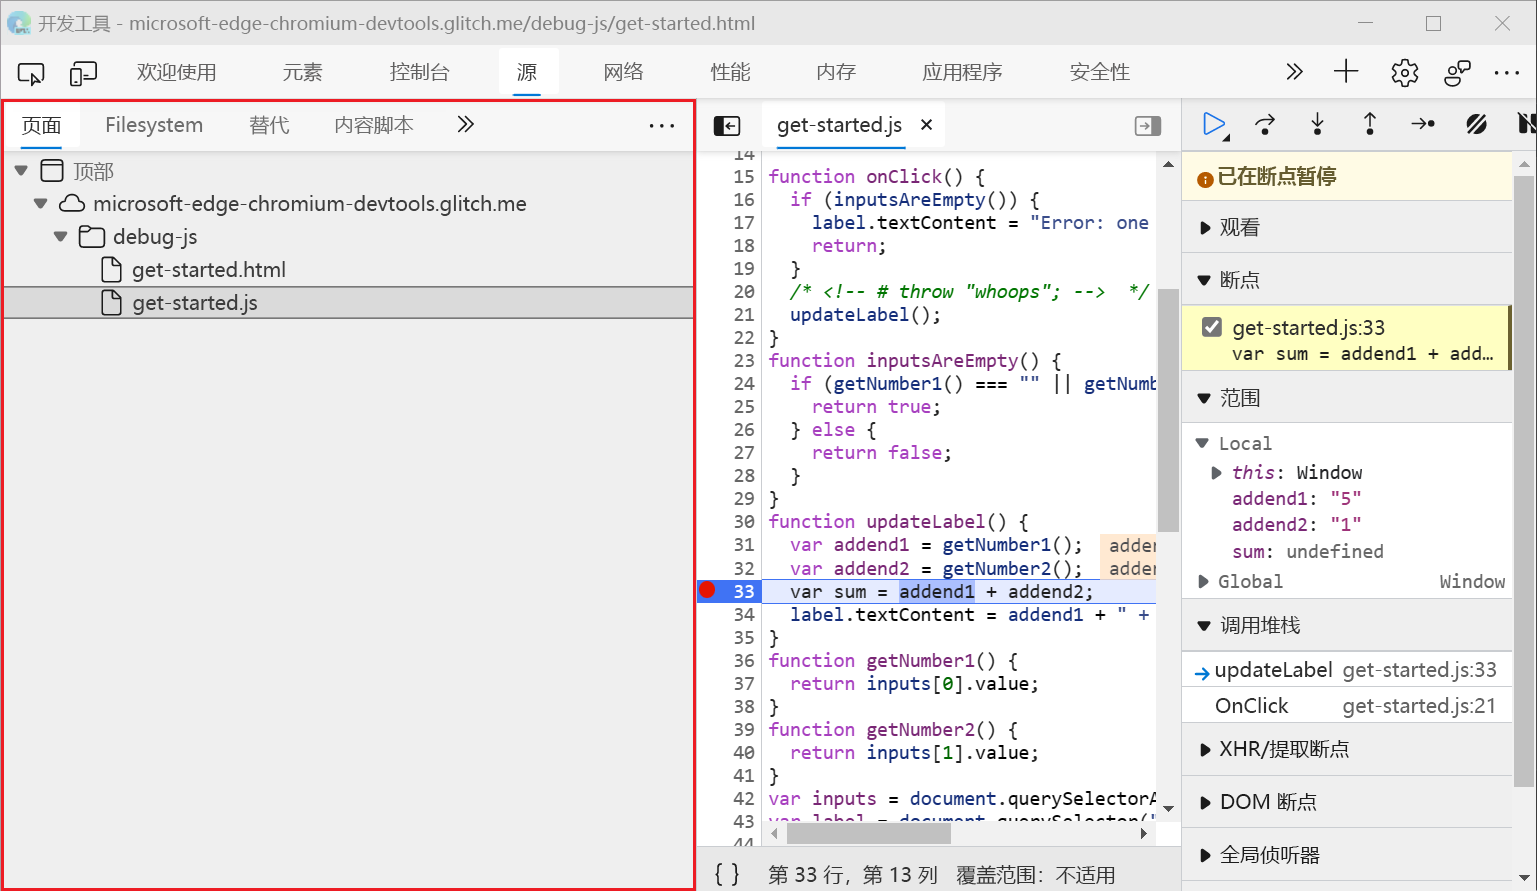 开发工具 - microsoft-edge-chromium-devtools.glitch.me/debug-js/get-started.html
欢迎使用 元素 控制台 源 网络 性能 内存 应用程序 安全性
页面 Filesystem 替代 内容脚本
顶部
microsoft-edge-chromium-devtools.glitch.me
debug-js
get-started.html
get-started.js
get-started.js ×
14
15 function onClick() {
16 if (inputsAreEmpty()) {
17 label.textContent = "Error: one
18 return;
19 }
20 /* <!-- # throw "whoops"; --> */
21 updateLabel();
22 }
23 function inputsAreEmpty() {
24 if (getNumber1() === "" || getNumb
25 return true;
26 } else {
27 return false;
28 }
29 }
30 function updateLabel() {
31 var addend1 = getNumber1(); adden
32 var addend2 = getNumber2(); adden
33 var sum = addend1 + addend2;
34 label.textContent = addend1 + " +
35 }
36 function getNumber1() {
37 return inputs[0].value;
38 }
39 function getNumber2() {
40 return inputs[1].value;
41 }
42 var inputs = document.querySelectorA
43 var label = document.querySelector("
44
{ } 第 33 行，第 13 列 覆盖范围：不适用
已在断点暂停
观看
断点
get-started.js:33
var sum = addend1 + add…
范围
Local
this: Window
addend1: "5"
addend2: "1"
sum: undefined
Global Window
调用堆栈
updateLabel get-started.js:33
OnClick get-started.js:21
XHR/提取断点
DOM 断点
全局侦听器